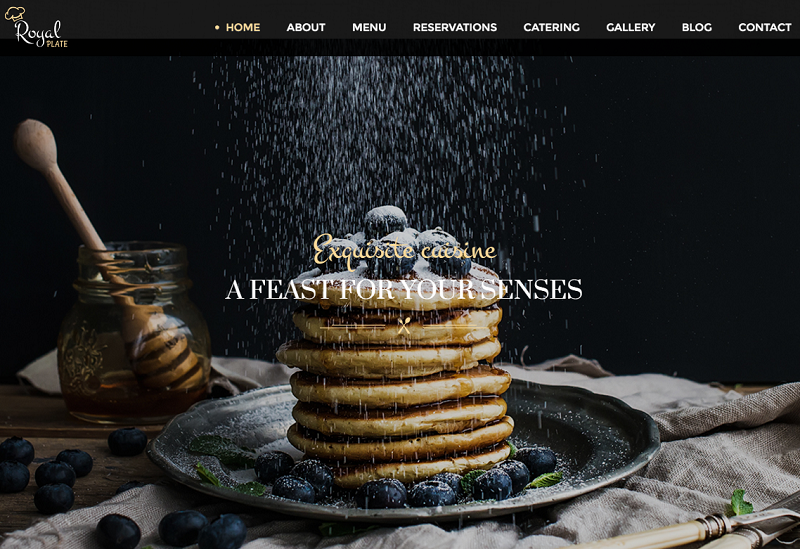 Royal
PLATE
HOME ABOUT MENU RESERVATIONS CATERING GALLERY BLOG CONTACT
Exquisite cuisine
A FEAST FOR YOUR SENSES